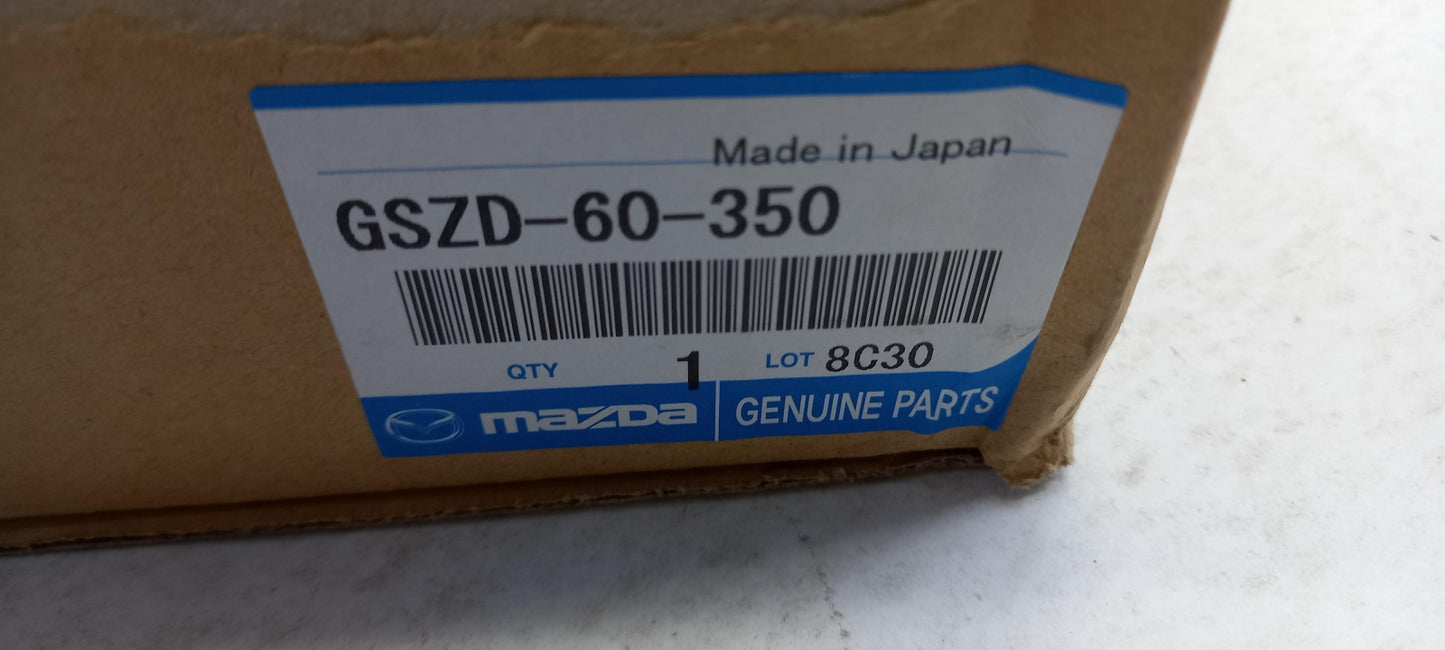 Made in Japan
GSZD-60-350
QTY 1 LOT 8C30
mazda GENUINE PARTS